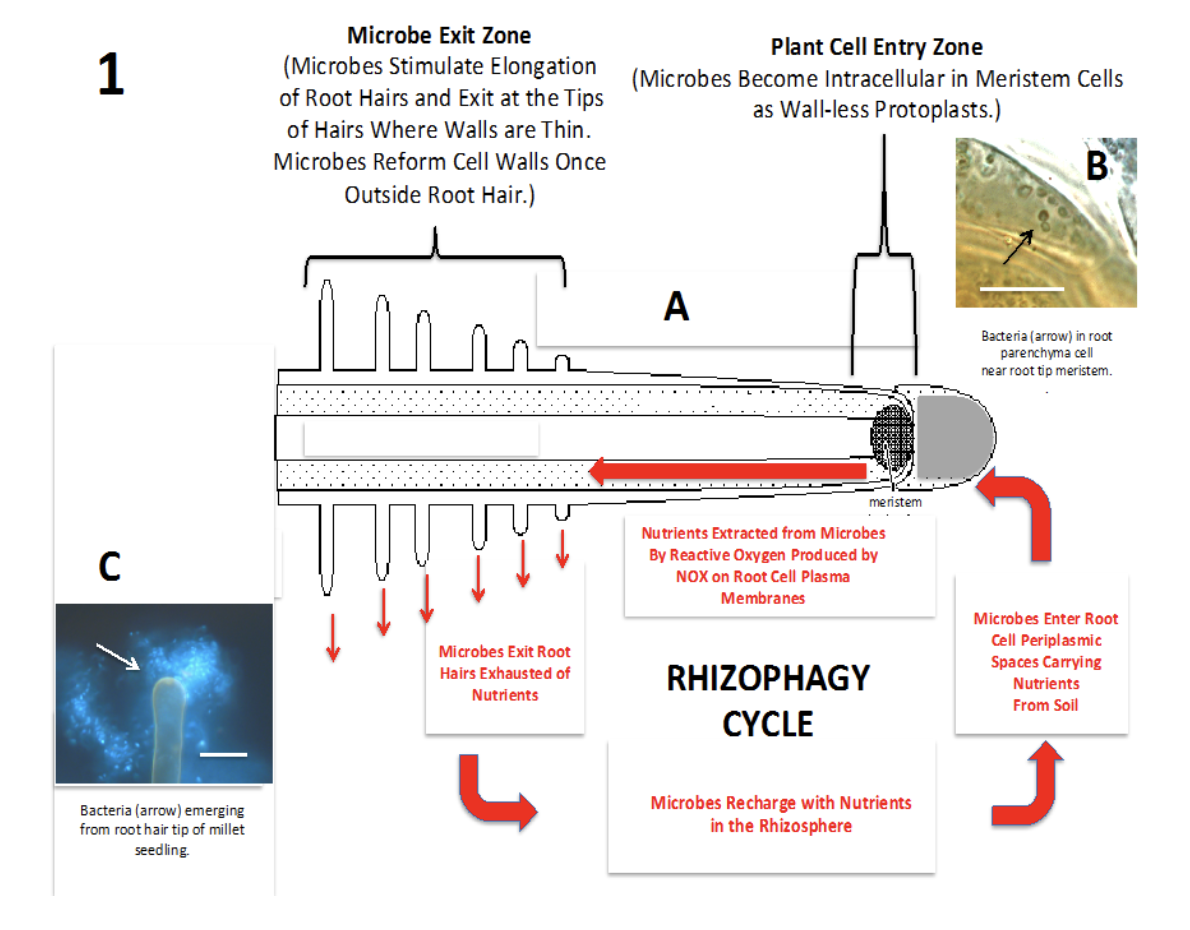 1
Microbe Exit Zone
(Microbes Stimulate Elongation
of Root Hairs and Exit at the Tips
of Hairs Where Walls are Thin.
Microbes Reform Cell Walls Once
Outside Root Hair.)
Plant Cell Entry Zone
(Microbes Become Intracellular in Meristem Cells
as Wall-less Protoplasts.)
B
A
Bacteria (arrow) in root
parenchyma cell
near root tip meristem.
meristem
Nutrients Extracted from Microbes
By Reactive Oxygen Produced by
NOX on Root Cell Plasma
Membranes
C
Microbes Exit Root
Hairs Exhausted of
Nutrients
RHIZOPHAGY
CYCLE
Microbes Enter Root
Cell Periplasmic
Spaces Carrying
Nutrients
From Soil
Bacteria (arrow) emerging
from root hair tip of millet
seedling.
Microbes Recharge with Nutrients
in the Rhizosphere